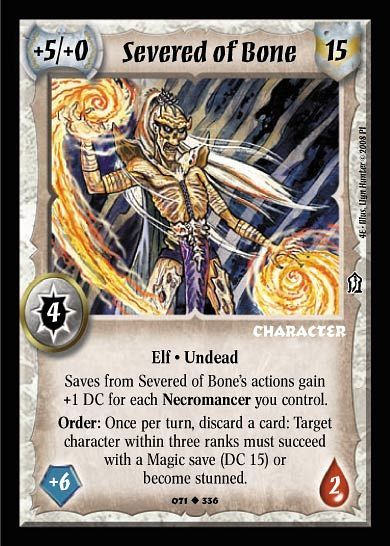 +5/+0
Severed of Bone
15
4E • Illus. Llyn Hunter © 2008 PI
4
CHARACTER
Elf • Undead
Saves from Severed of Bone's actions gain
+1 DC for each Necromancer you control.
Order: Once per turn, discard a card: Target
character within three ranks must succeed
with a Magic save (DC 15) or
become stunned.
+6
071 ♦ 336
2